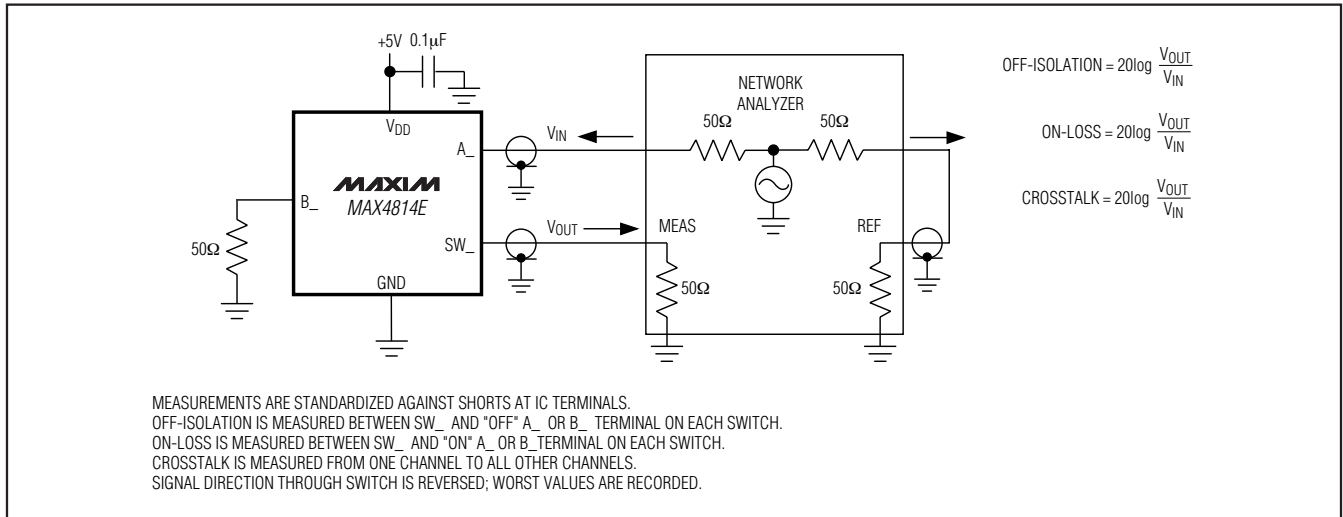 +5V 0.1µF
VDD
A_
MAXIM
MAX4814E
B_
SW_
GND
50Ω
VIN
VOUT
NETWORK
ANALYZER
50Ω 50Ω
MEAS REF
50Ω 50Ω
OFF-ISOLATION = 20log VOUT
VIN
ON-LOSS = 20log VOUT
VIN
CROSSTALK = 20log VOUT
VIN
MEASUREMENTS ARE STANDARDIZED AGAINST SHORTS AT IC TERMINALS.
OFF-ISOLATION IS MEASURED BETWEEN SW_ AND "OFF" A_ OR B_ TERMINAL ON EACH SWITCH.
ON-LOSS IS MEASURED BETWEEN SW_ AND "ON" A_ OR B_TERMINAL ON EACH SWITCH.
CROSSTALK IS MEASURED FROM ONE CHANNEL TO ALL OTHER CHANNELS.
SIGNAL DIRECTION THROUGH SWITCH IS REVERSED; WORST VALUES ARE RECORDED.